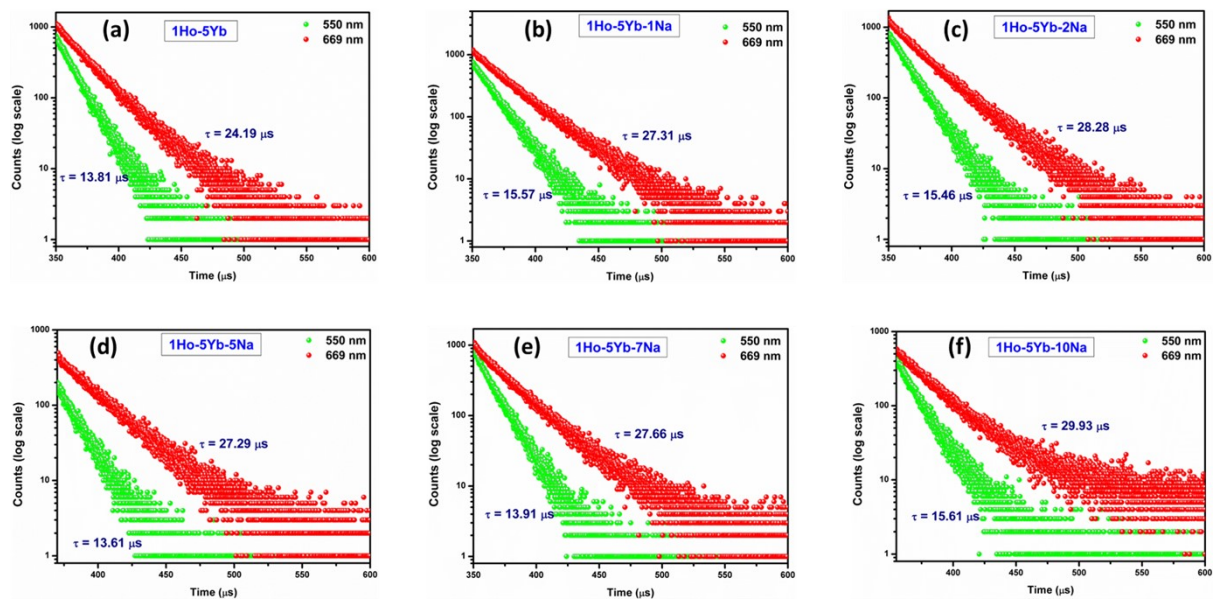 (a)
1Ho-5Yb
550 nm
669 nm
Counts (log scale)
1000
100
10
1
τ = 24.19 μs
τ = 13.81 μs
350 400 450 500 550 600
Time (μs)
(b)
1Ho-5Yb-1Na
550 nm
669 nm
Counts (log scale)
1000
100
10
1
τ = 27.31 μs
τ = 15.57 μs
350 400 450 500 550 600
Time (μs)
(c)
1Ho-5Yb-2Na
550 nm
669 nm
Counts (log scale)
1000
100
10
1
τ = 28.28 μs
τ = 15.46 μs
350 400 450 500 550 600
Time (μs)
(d)
1Ho-5Yb-5Na
550 nm
669 nm
Counts (log scale)
1000
100
10
1
τ = 27.29 μs
τ = 13.61 μs
400 450 500 550 600
Time (μs)
(e)
1Ho-5Yb-7Na
550 nm
669 nm
Counts (log scale)
1000
100
10
1
τ = 27.66 μs
τ = 13.91 μs
350 400 450 500 550 600
Time (μs)
(f)
1Ho-5Yb-10Na
550 nm
669 nm
Counts (log scale)
1000
100
10
1
τ = 29.93 μs
τ = 15.61 μs
400 450 500 550 600
Time (μs)